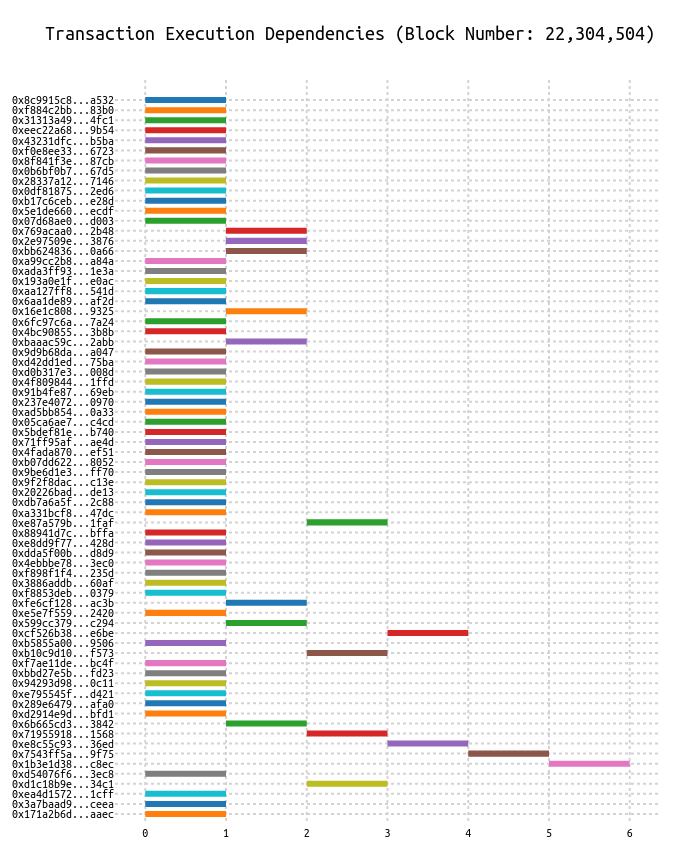 Transaction Execution Dependencies (Block Number: 22,304,504)
0x8c9915c8...a532
0xf884c2bb...83b0
0x31313a49...4fc1
0xeec22a68...9b54
0x43231dfc...b5ba
0xf0e8ee33...6723
0x8f841f3e...87cb
0x0b6bf0b7...67d5
0x28337a12...7146
0x0df81875...2ed6
0xb17c6ceb...e28d
0x5e1de660...ecdf
0x07d68ae0...d003
0x769acaa0...2b48
0x2e97509e...3876
0xbb624836...0a66
0xa99cc2b8...a84a
0xada3ff93...1e3a
0x193a0e1f...e0ac
0xaa127ff8...541d
0x6aa1de89...af2d
0x16e1c808...9325
0x6fc97c6a...7a24
0x4bc90855...3b8b
0xbaaac59c...2abb
0x9d9b68da...a047
0xd42dd1ed...75ba
0xd0b317e3...008d
0x4f809844...1ffd
0x91b4fe87...69eb
0x237e4072...0970
0xad5bb854...0a33
0x05ca6ae7...c4cd
0x5bdef81e...b740
0x71ff95af...ae4d
0x4fada870...ef51
0xb07dd622...8052
0x9be6d1e3...ff70
0x9f2f8dac...c13e
0x20226bad...de13
0xdb7a6a5f...2c88
0xa331bcf8...47dc
0xe87a579b...1faf
0x88941d7c...bffa
0xe8dd9f77...428d
0xdda5f00b...d8d9
0x4ebbbe78...3ec0
0xf898f1f4...235d
0x3886addb...60af
0xf8853deb...0379
0xfe6cf128...ac3b
0xe5e7f559...2420
0x599cc379...c294
0xcf526b38...e6be
0xb5855a00...9506
0xb10c9d10...f573
0xf7ae11de...bc4f
0xbbd27e5b...fd23
0x94293d98...0c11
0xe795545f...d421
0x289e6479...afa0
0xd2914e9d...bfd1
0x6b665cd3...3842
0x71955918...1568
0xe8c55c93...36ed
0x7543ff5a...9f75
0x1b3e1d38...c8ec
0xd54076f6...3ec8
0xd1c18b9e...34c1
0xea4d1572...1cff
0x3a7baad9...ceea
0x171a2b6d...aaec
0 1 2 3 4 5 6